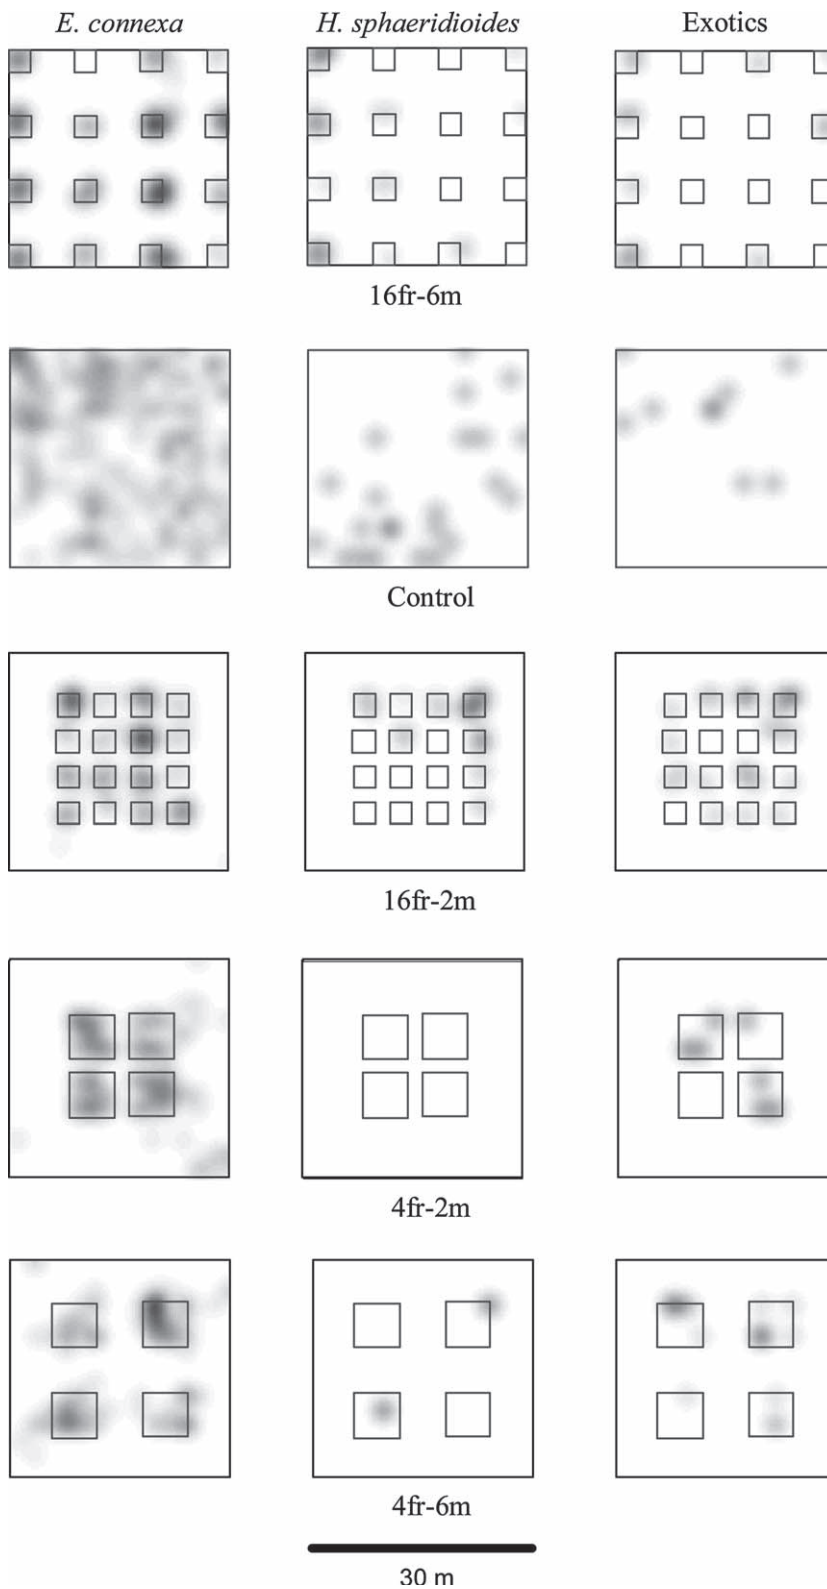 E. connexa H. sphaeridioides Exotics
16fr-6m
Control
16fr-2m
4fr-2m
4fr-6m
30 m